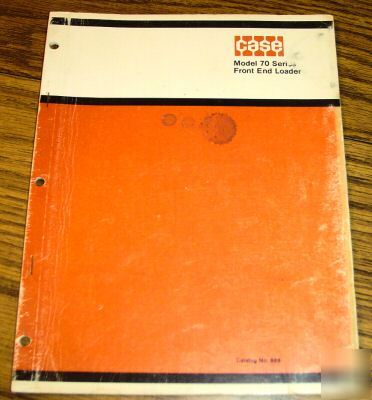 case
Model 70 Series
Front End Loader
Catalog No.